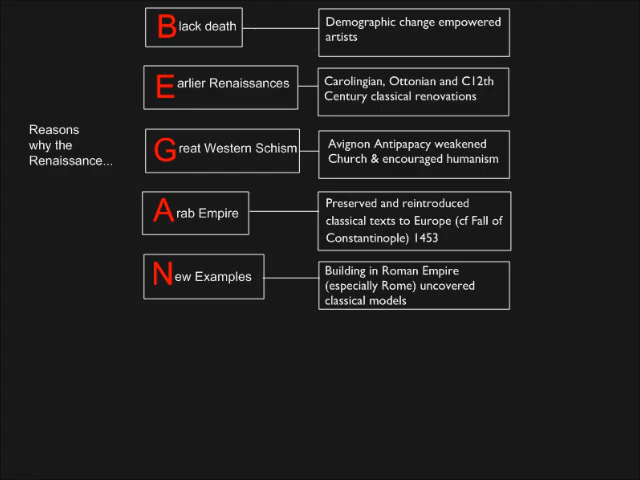 Black death
Demographic change empowered
artists
Earlier Renaissances
Carolingian, Ottonian and C12th
Century classical renovations
Reasons
why the
Renaissance...
Great Western Schism
Avignon Antipapacy weakened
Church & encouraged humanism
Arab Empire
Preserved and reintroduced
classical texts to Europe (cf Fall of
Constantinople) 1453
New Examples
Building in Roman Empire
(especially Rome) uncovered
classical models